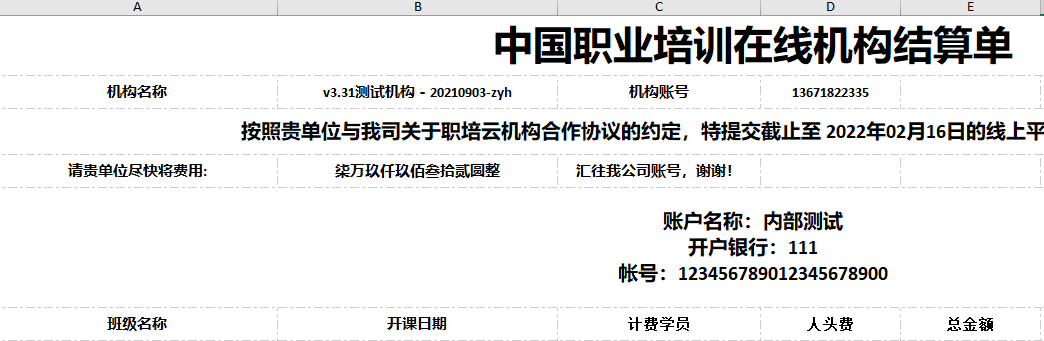 A B C D E
中国职业培训在线机构结算单
机构名称 v3.31测试机构 - 20210903-zyh 机构账号 13671822335
按照贵单位与我司关于职培云机构合作协议的约定，特提交截止至 2022年02月16日的线上平
请贵单位尽快将费用: 柒万玖仟玖佰叁拾贰圆整 汇往我公司账号，谢谢！
账户名称：内部测试
开户银行：111
帐号：123456789012345678900
班级名称 开课日期 计费学员 人头费 总金额